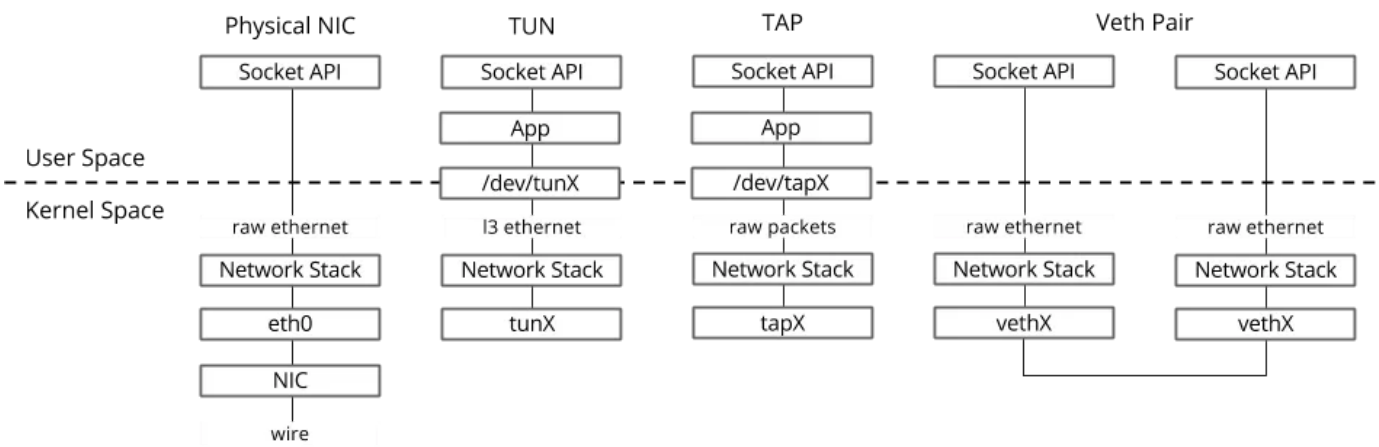 Physical NIC
TUN
TAP
Veth Pair
Socket API
Socket API
Socket API
Socket API
Socket API
App
App
User Space
/dev/tunX
/dev/tapX
Kernel Space
raw ethernet
l3 ethernet
raw packets
raw ethernet
raw ethernet
Network Stack
Network Stack
Network Stack
Network Stack
Network Stack
eth0
tunX
tapX
vethX
vethX
NIC
wire